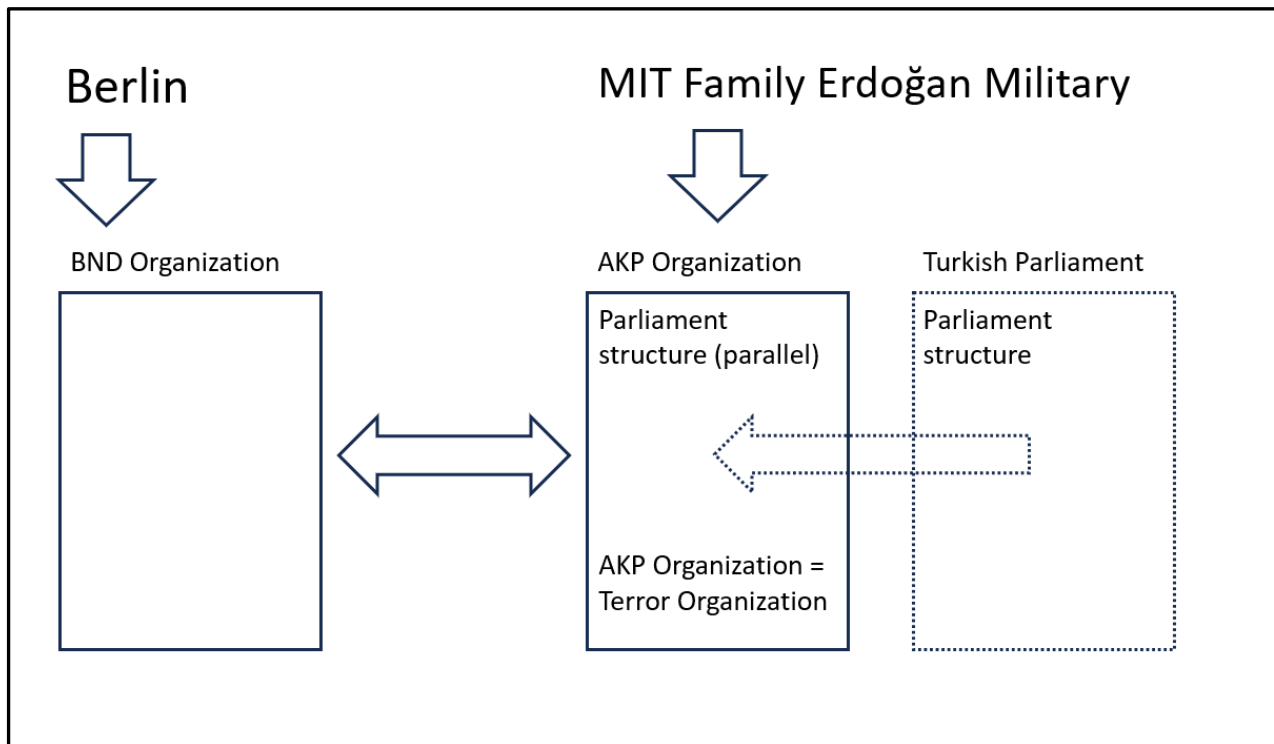 Berlin
MIT Family Erdoğan Military
BND Organization
AKP Organization
Turkish Parliament
Parliament
structure (parallel)
Parliament
structure
AKP Organization =
Terror Organization